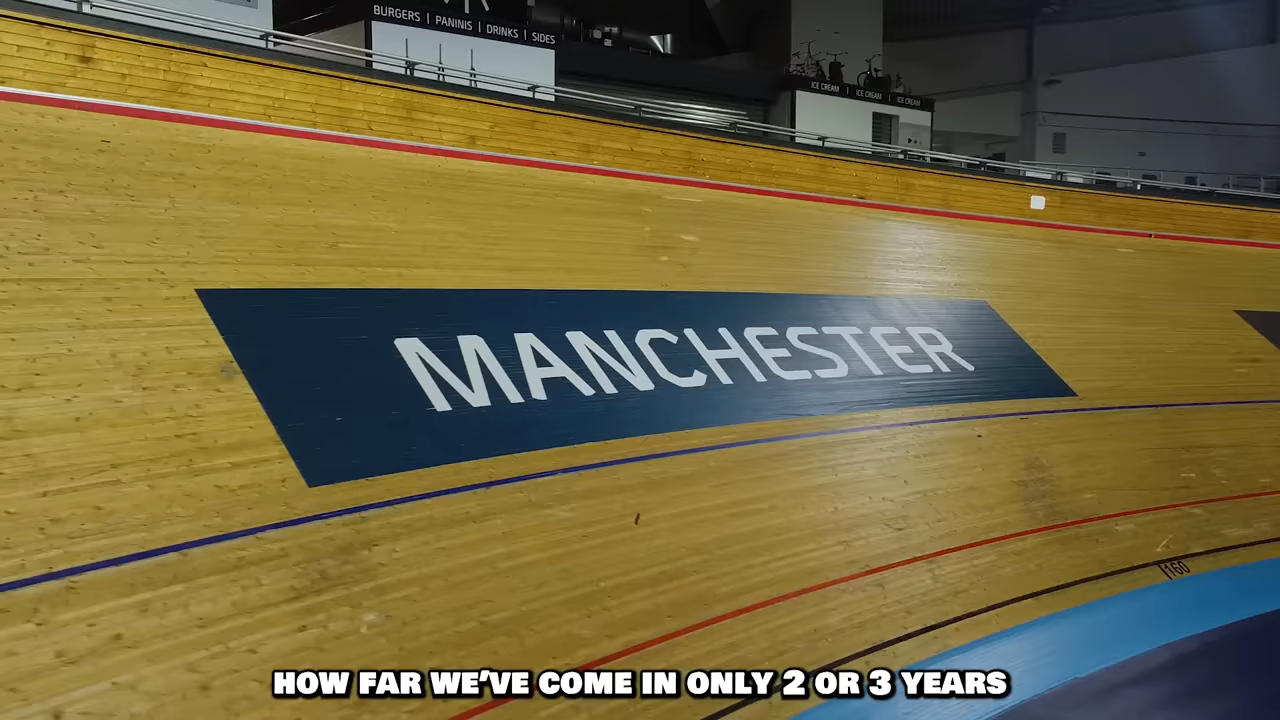 BURGERS | PANINIS | DRINKS | SIDES
ICE CREAM | ICE CREAM | ICE CREAM
MANCHESTER
160
HOW FAR WE'VE COME IN ONLY 2 OR 3 YEARS